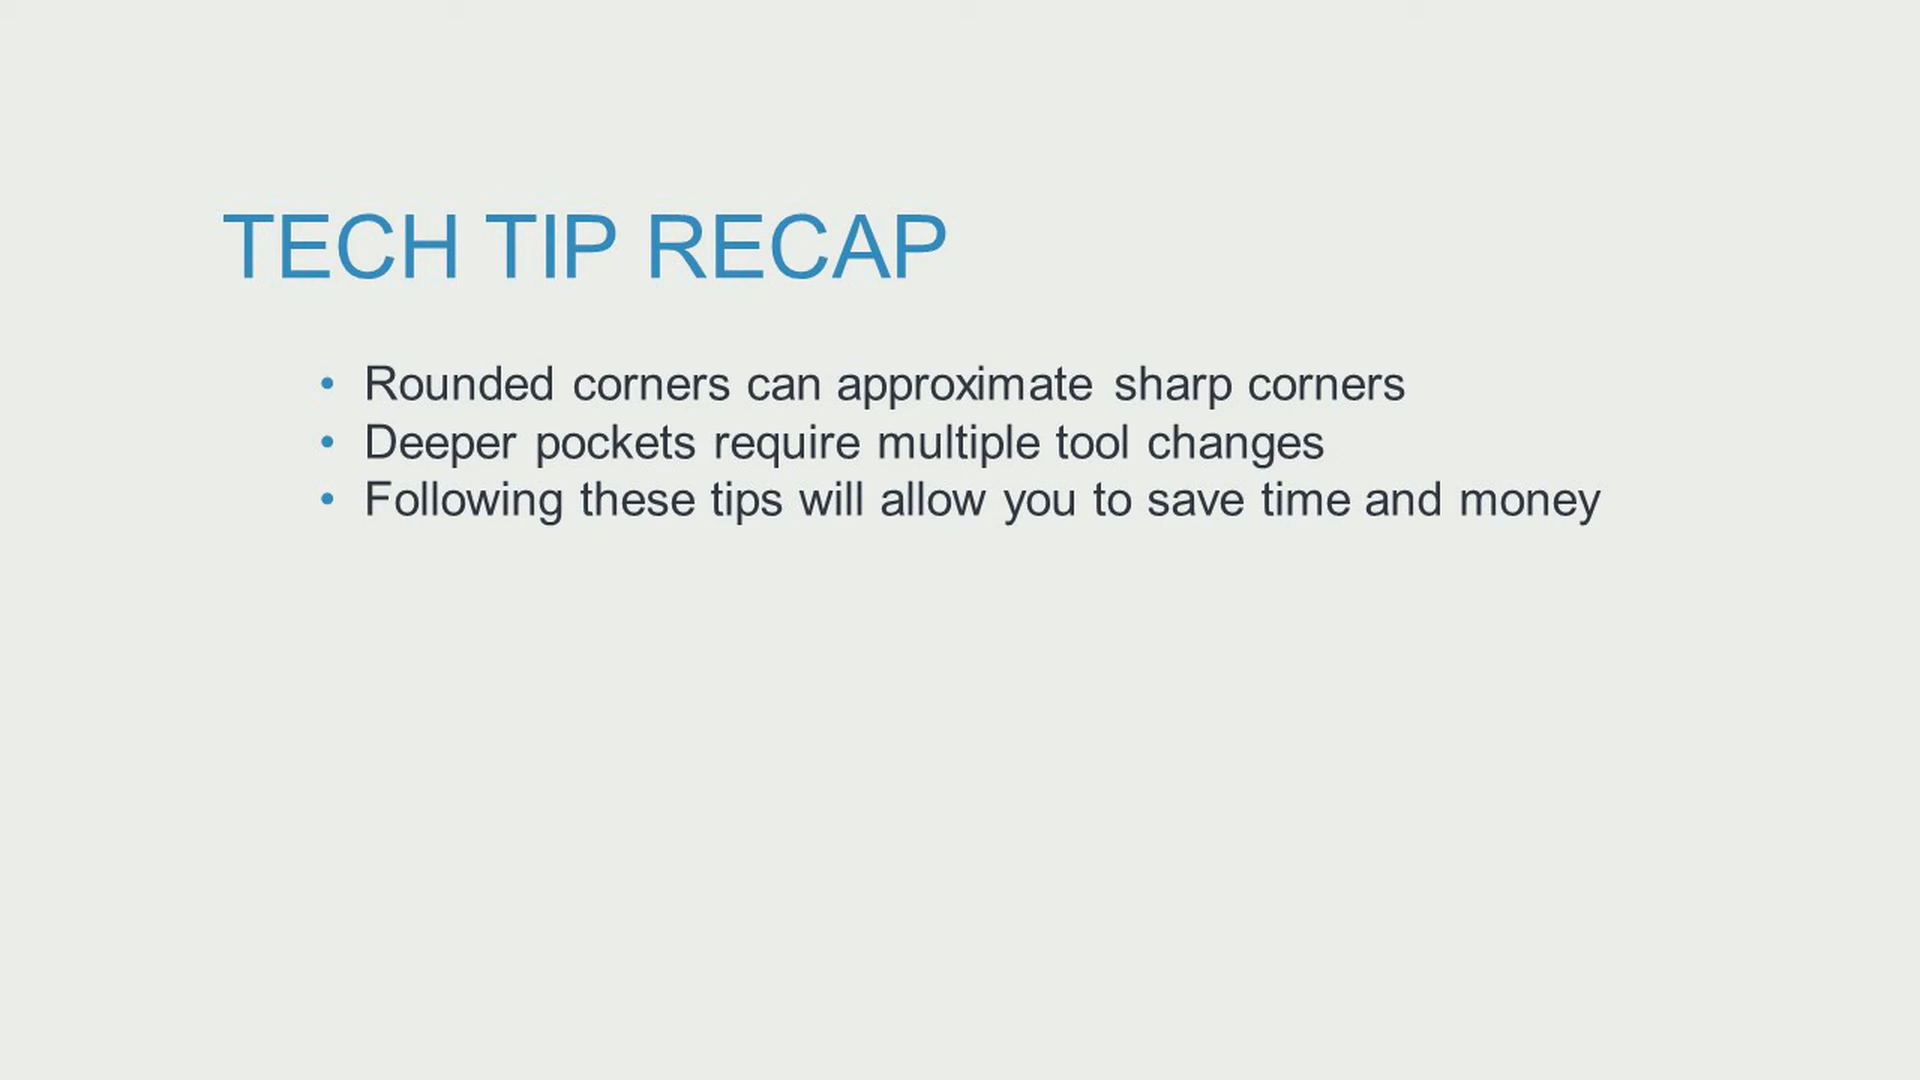 TECH TIP RECAP
• Rounded corners can approximate sharp corners
• Deeper pockets require multiple tool changes
• Following these tips will allow you to save time and money